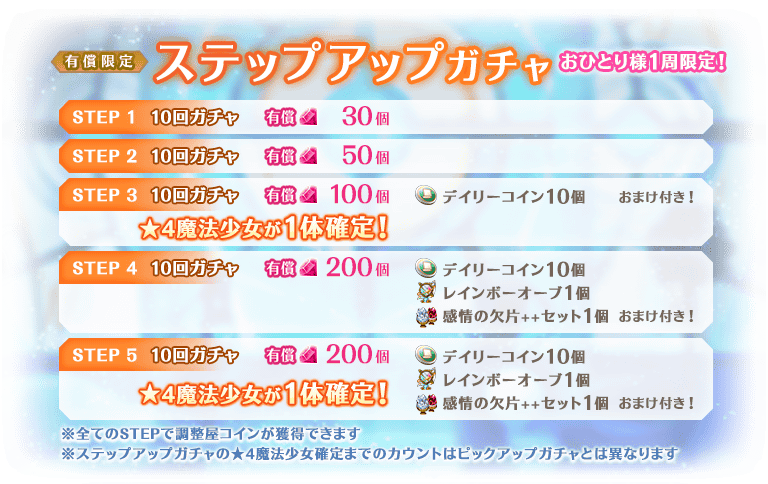 有償限定 ステップアップガチャ おひとり様1周限定!
STEP 1 10回ガチャ 有償 30個
STEP 2 10回ガチャ 有償 50個
STEP 3 10回ガチャ 有償 100個 デイリーコイン10個 おまけ付き!
★4魔法少女が1体確定!
STEP 4 10回ガチャ 有償 200個 デイリーコイン10個
レインボーオーブ1個
感情の欠片++セット1個 おまけ付き!
STEP 5 10回ガチャ 有償 200個 デイリーコイン10個
レインボーオーブ1個
★4魔法少女が1体確定!
感情の欠片++セット1個 おまけ付き!
※全てのSTEPで調整屋コインが獲得できます
※ステップアップガチャの★4魔法少女確定までのカウントはピックアップガチャとは異なります